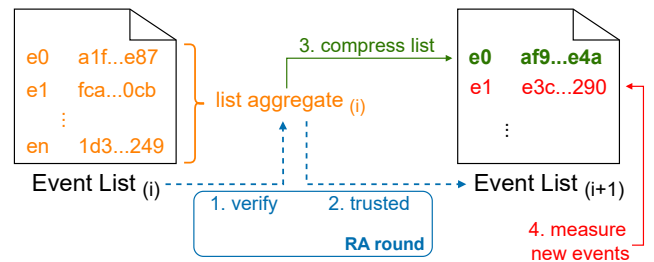 e0 a1f...e87
e1 fca...0cb
⋮
en 1d3...249
Event List (i)
list aggregate (i)
3. compress list
1. verify
2. trusted
RA round
e0 af9...e4a
e1 e3c...290
⋮
Event List (i+1)
4. measure
new events